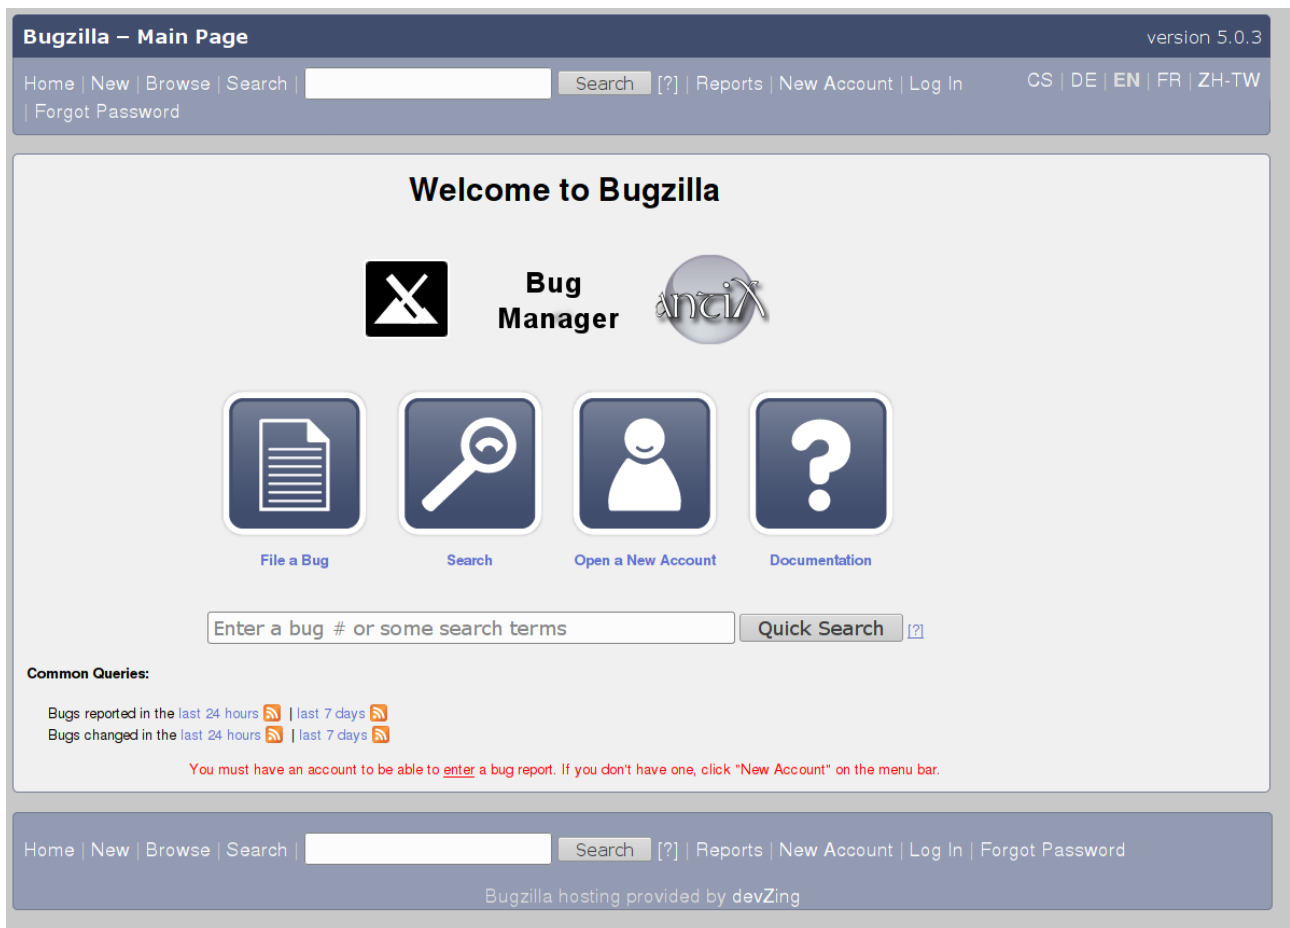 Bugzilla – Main Page
version 5.0.3
Home | New | Browse | Search | Search [?] | Reports | New Account | Log In
| Forgot Password
CS | DE | EN | FR | ZH-TW
Welcome to Bugzilla
Bug
Manager
antiX
File a Bug
Search
Open a New Account
Documentation
Enter a bug # or some search terms
Quick Search [?]
Common Queries:
Bugs reported in the last 24 hours | last 7 days
Bugs changed in the last 24 hours | last 7 days
You must have an account to be able to enter a bug report. If you don't have one, click "New Account" on the menu bar.
Home | New | Browse | Search | Search [?] | Reports | New Account | Log In | Forgot Password
Bugzilla hosting provided by devZing